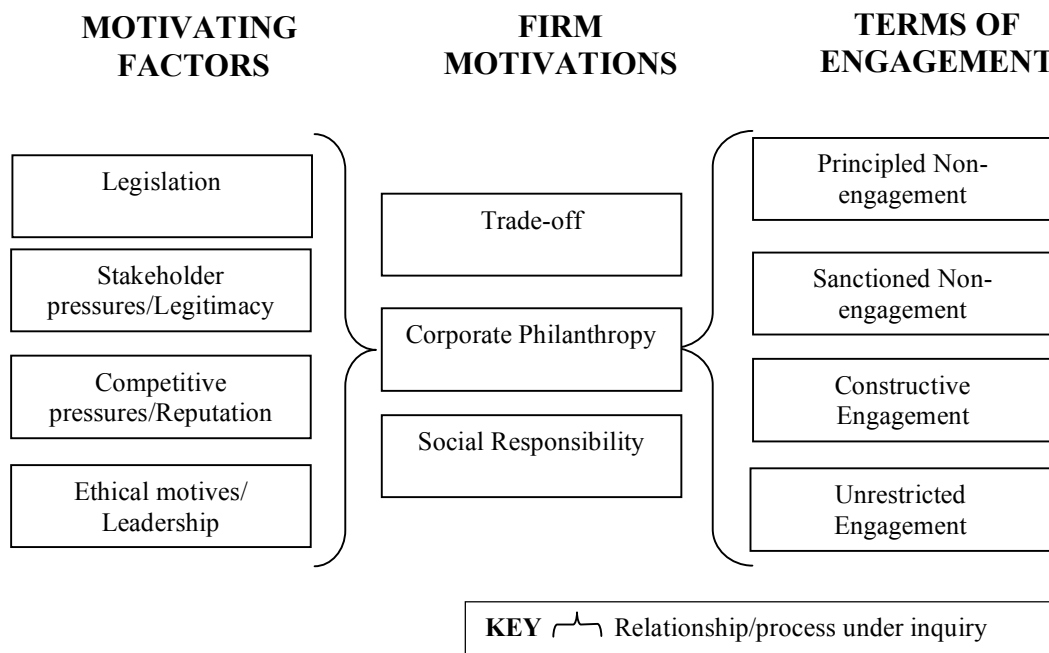 MOTIVATING
FACTORS
FIRM
MOTIVATIONS
TERMS OF
ENGAGEMENT
Legislation
Stakeholder
pressures/Legitimacy
Competitive
pressures/Reputation
Ethical motives/
Leadership
Trade-off
Corporate Philanthropy
Social Responsibility
Principled Non-
engagement
Sanctioned Non-
engagement
Constructive
Engagement
Unrestricted
Engagement
KEY Relationship/process under inquiry